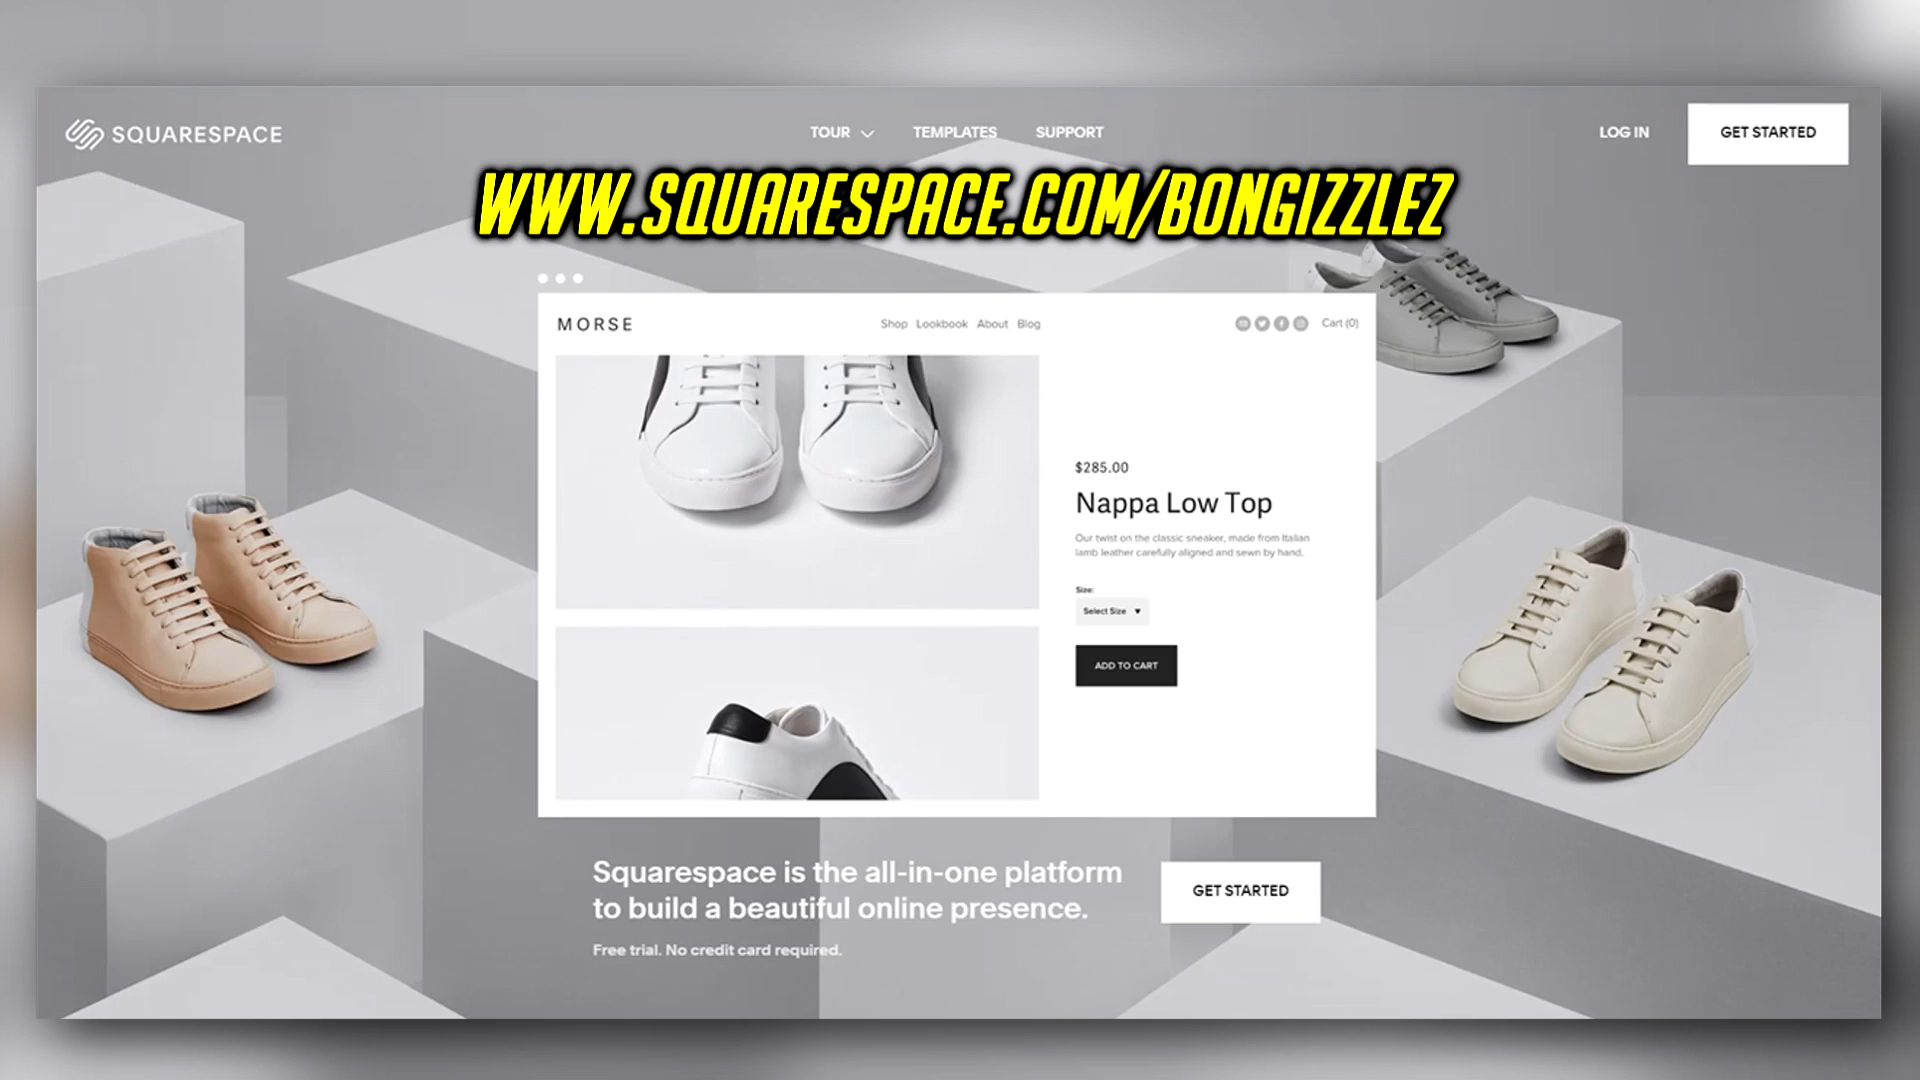 SQUARESPACE
TOUR TEMPLATES SUPPORT
LOG IN
GET STARTED
WWW.SQUARESPACE.COM/BONGIZZLEZ
MORSE
Shop Lookbook About Blog
Cart (0)
$285.00
Nappa Low Top
Our twist on the classic sneaker, made from Italian
lamb leather carefully aligned and sewn by hand.
Size:
Select Size
ADD TO CART
Squarespace is the all-in-one platform
to build a beautiful online presence.
GET STARTED
Free trial. No credit card required.